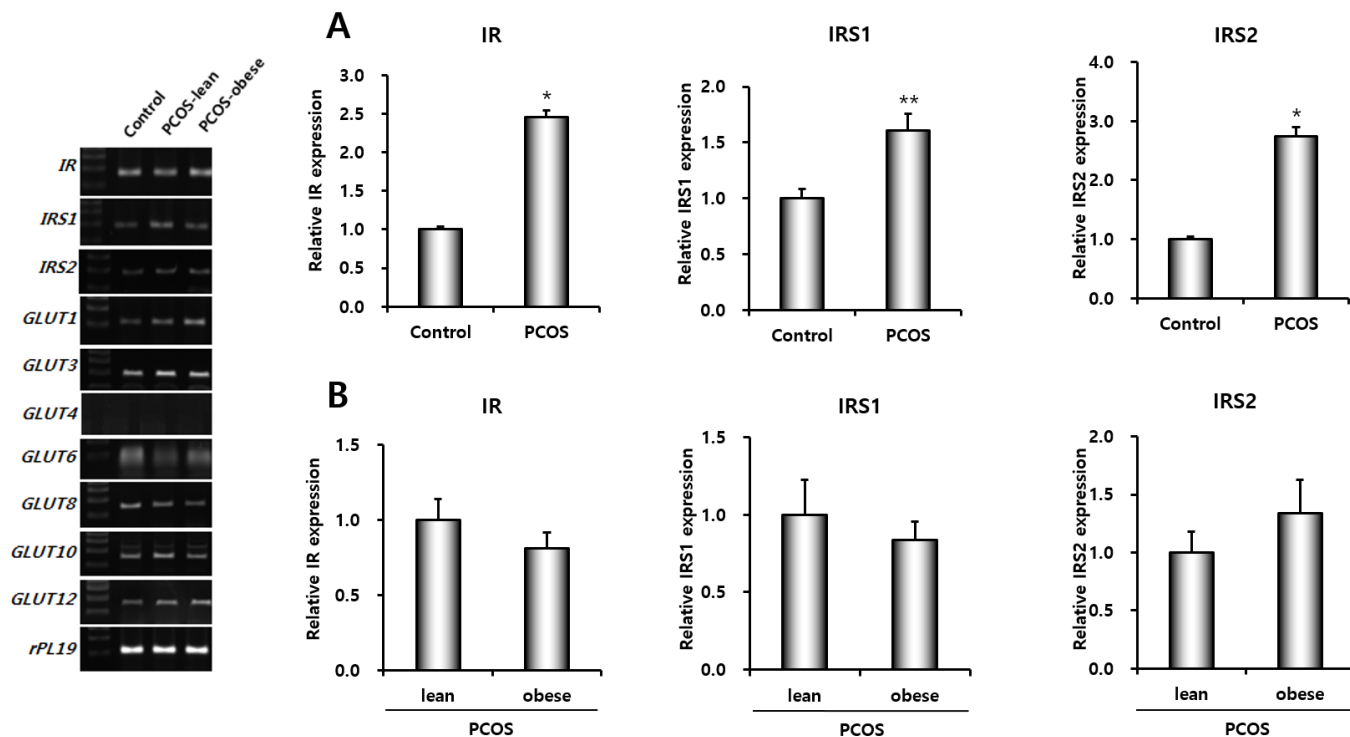 Control
PCOS-lean
PCOS-obese
IR
IRS1
IRS2
GLUT1
GLUT3
GLUT4
GLUT6
GLUT8
GLUT10
GLUT12
rPL19
A
IR
Relative IR expression
3.0
2.5
2.0
1.5
1.0
0.5
0.0
*
Control
PCOS
IRS1
Relative IRS1 expression
2.0
1.5
1.0
0.5
0.0
**
Control
PCOS
IRS2
Relative IRS2 expression
4.0
3.0
2.0
1.0
0.0
*
Control
PCOS
B
IR
Relative IR expression
1.5
1.0
0.5
0.0
lean
obese
PCOS
IRS1
Relative IRS1 expression
1.5
1.0
0.5
0.0
lean
obese
PCOS
IRS2
Relative IRS2 expression
2.0
1.5
1.0
0.5
0.0
lean
obese
PCOS